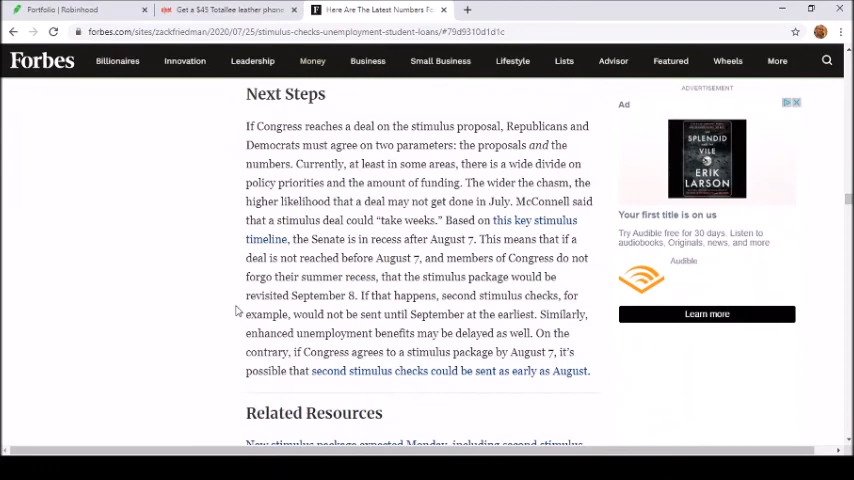 Portfolio | Robinhood
Get a $45 Totallee leather phone
Here Are The Latest Numbers Fo
forbes.com/sites/zackfriedman/2020/07/25/stimulus-checks-unemployment-student-loans/#79d9310d1d1c
Forbes Billionaires Innovation Leadership Money Business Small Business Lifestyle Lists Advisor Featured Wheels More
Next Steps
If Congress reaches a deal on the stimulus proposal, Republicans and
Democrats must agree on two parameters: the proposals and the
numbers. Currently, at least in some areas, there is a wide divide on
policy priorities and the amount of funding. The wider the chasm, the
higher likelihood that a deal may not get done in July. McConnell said
that a stimulus deal could “take weeks.” Based on this key stimulus
timeline, the Senate is in recess after August 7. This means that if a
deal is not reached before August 7, and members of Congress do not
forgo their summer recess, that the stimulus package would be
revisited September 8. If that happens, second stimulus checks, for
example, would not be sent until September at the earliest. Similarly,
enhanced unemployment benefits may be delayed as well. On the
contrary, if Congress agrees to a stimulus package by August 7, it’s
possible that second stimulus checks could be sent as early as August.
Related Resources
New stimulus package expected Monday, including second stimulus
ADVERTISEMENT
Ad
SPLENDID
AND THE
VILE
ERIK
LARSON
Your first title is on us
Try Audible free for 30 days. Listen to
audiobooks, Originals, news, and more
Audible
Learn more